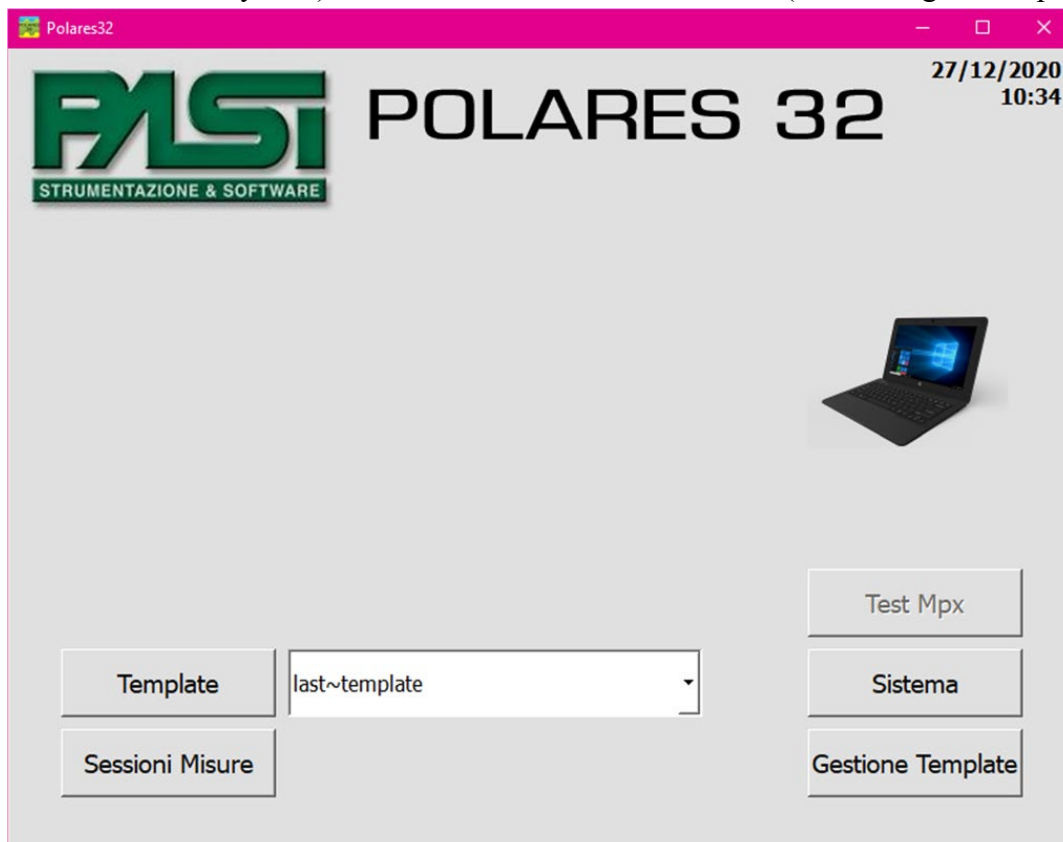 Polares32
27/12/2020
10:34
PASI
STRUMENTAZIONE & SOFTWARE
POLARES 32
Test Mpx
Template
last~template
Sistema
Sessioni Misure
Gestione Template